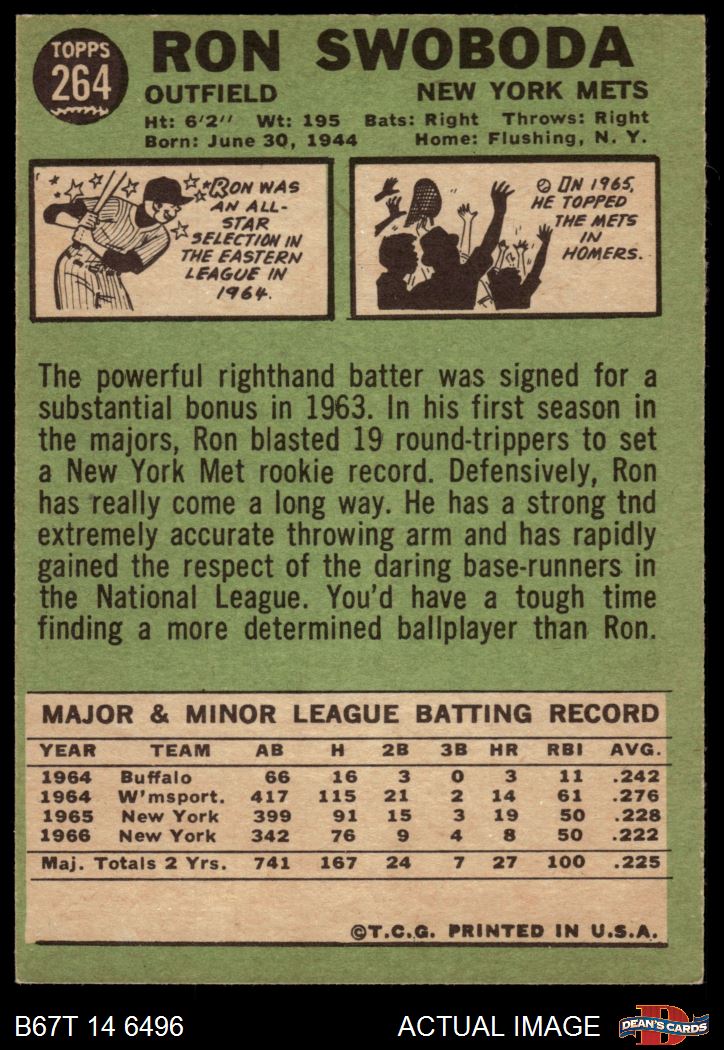 TOPPS
264
RON SWOBODA
OUTFIELD NEW YORK METS
Ht: 6'2" Wt: 195 Bats: Right Throws: Right
Born: June 30, 1944 Home: Flushing, N. Y.
RON WAS
AN ALL-
STAR
SELECTION IN
THE EASTERN
LEAGUE IN
1964.
IN 1965,
HE TOPPED
THE METS
IN
HOMERS.
The powerful righthand batter was signed for a
substantial bonus in 1963. In his first season in
the majors, Ron blasted 19 round-trippers to set
a New York Met rookie record. Defensively, Ron
has really come a long way. He has a strong tnd
extremely accurate throwing arm and has rapidly
gained the respect of the daring base-runners in
the National League. You'd have a tough time
finding a more determined ballplayer than Ron.
MAJOR & MINOR LEAGUE BATTING RECORD
YEAR TEAM AB H 2B 3B HR RBI AVG.
1964 Buffalo 66 16 3 0 3 11 .242
1964 W'msport. 417 115 21 2 14 61 .276
1965 New York 399 91 15 3 19 50 .228
1966 New York 342 76 9 4 8 50 .222
Maj. Totals 2 Yrs. 741 167 24 7 27 100 .225
©T.C.G. PRINTED IN U.S.A.
B67T 14 6496 ACTUAL IMAGE D DEAN'S CARDS